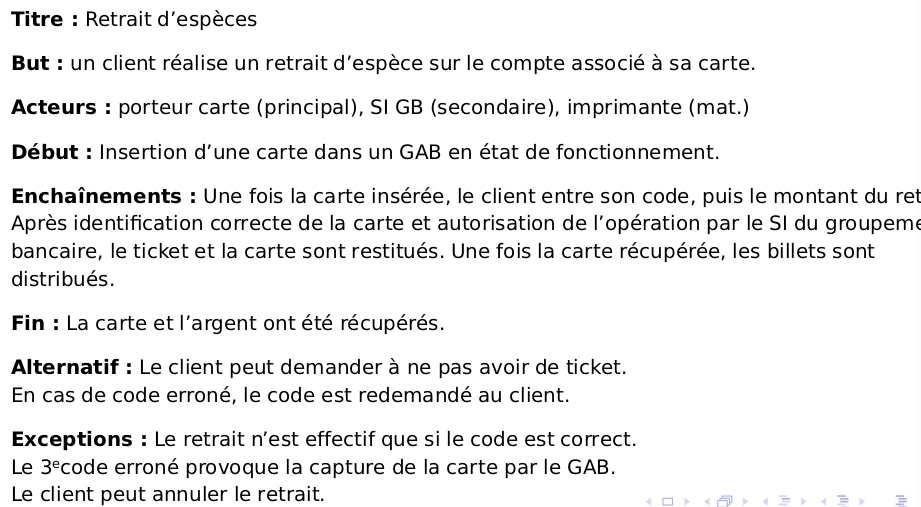 Titre : Retrait d’espèces
But : un client réalise un retrait d’espèce sur le compte associé à sa carte.
Acteurs : porteur carte (principal), SI GB (secondaire), imprimante (mat.)
Début : Insertion d’une carte dans un GAB en état de fonctionnement.
Enchaînements : Une fois la carte insérée, le client entre son code, puis le montant du
Après identification correcte de la carte et autorisation de l’opération par le SI du
bancaire, le ticket et la carte sont restitués. Une fois la carte récupérée, les billets sont
distribués.
Fin : La carte et l’argent ont été récupérés.
Alternatif : Le client peut demander à ne pas avoir de ticket.
En cas de code erroné, le code est redemandé au client.
Exceptions : Le retrait n’est effectif que si le code est correct.
Le 3ᵉcode erroné provoque la capture de la carte par le GAB.
Le client peut annuler le retrait.